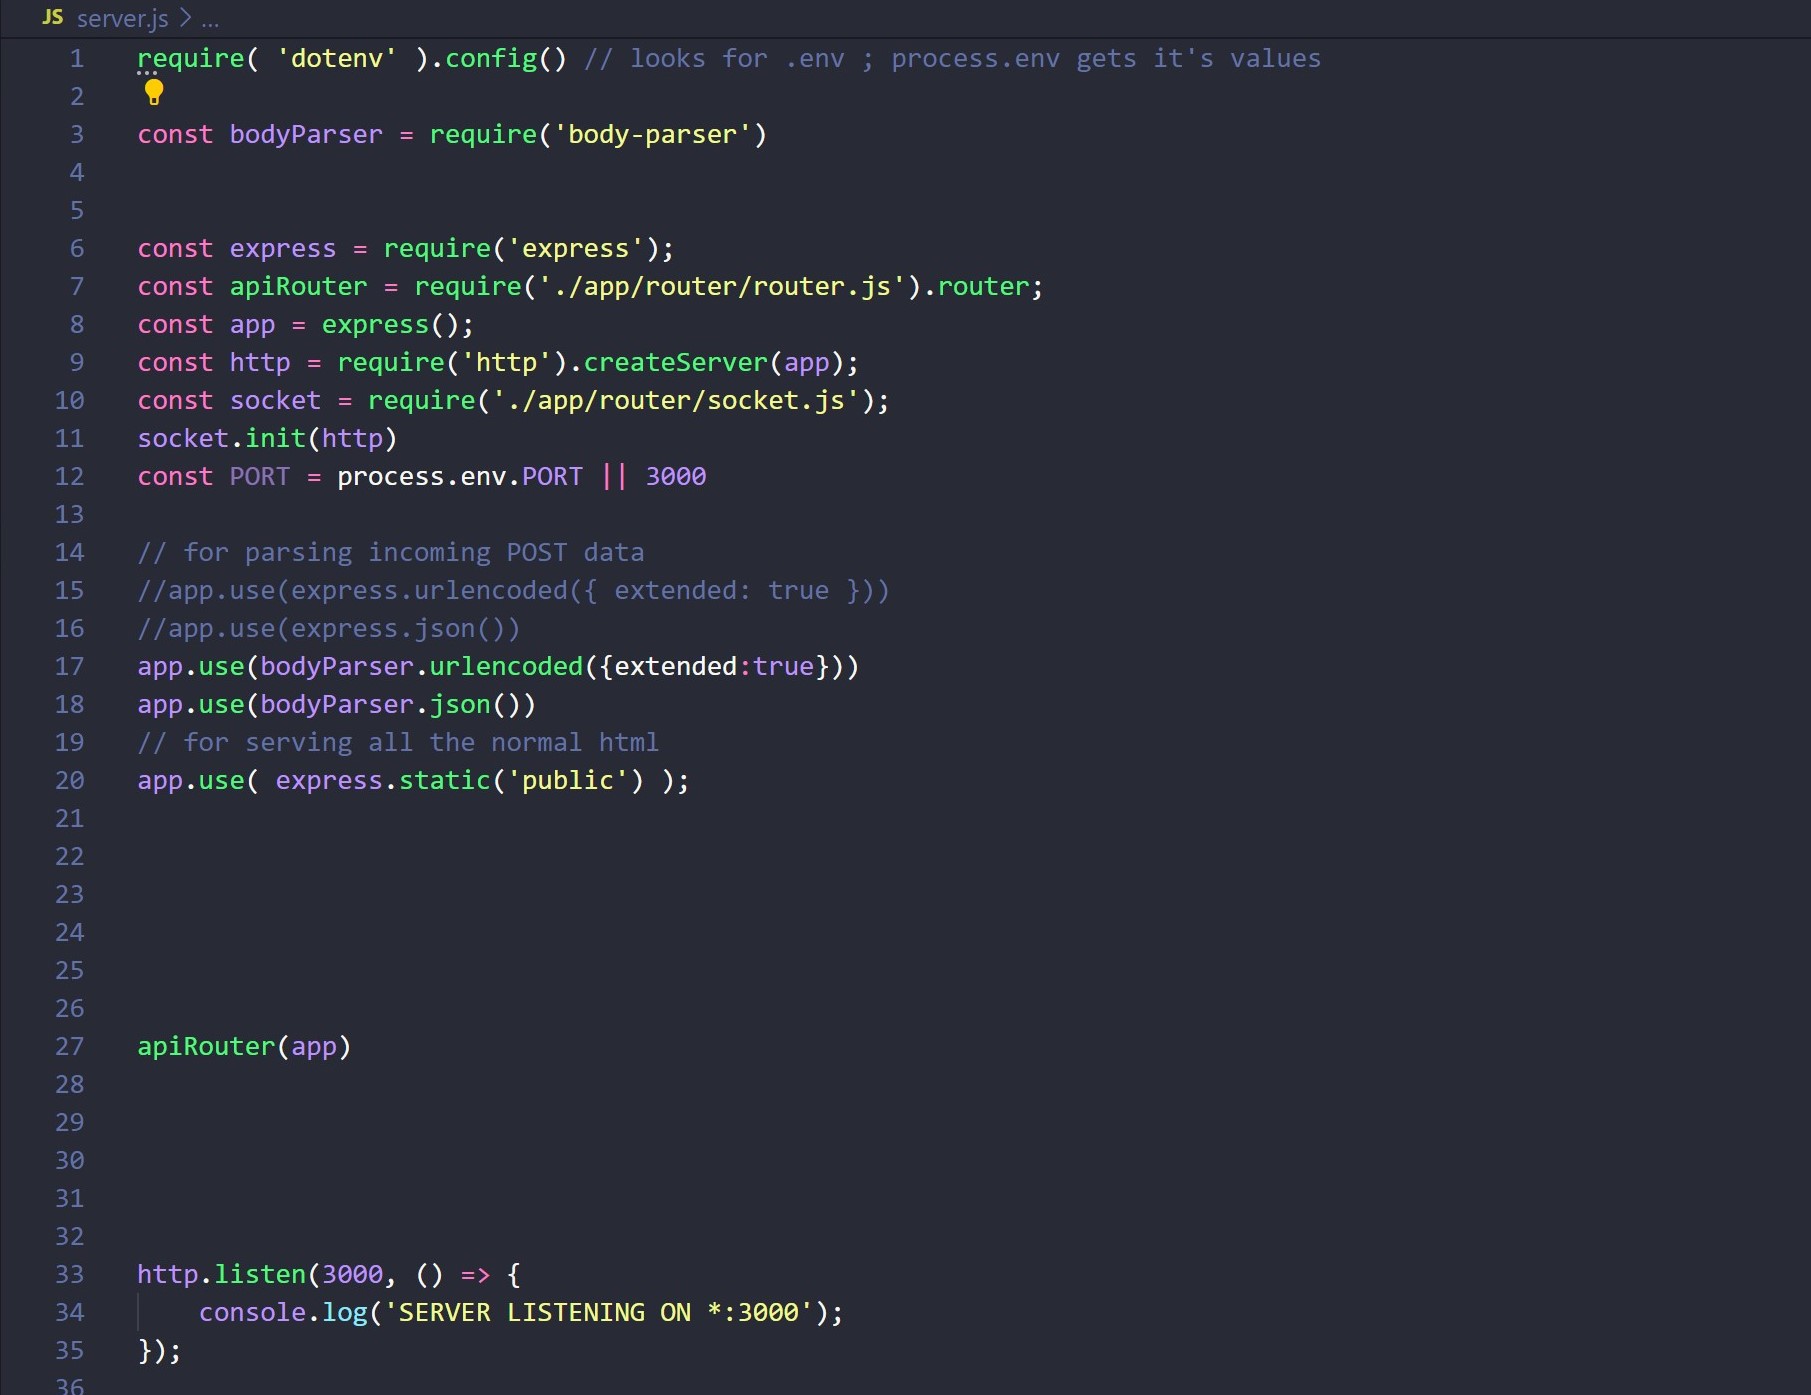 JS server.js > ...
1 require( 'dotenv' ).config() // looks for .env ; process.env gets it's values
2
3 const bodyParser = require('body-parser')
4
5
6 const express = require('express');
7 const apiRouter = require('./app/router/router.js').router;
8 const app = express();
9 const http = require('http').createServer(app);
10 const socket = require('./app/router/socket.js');
11 socket.init(http)
12 const PORT = process.env.PORT || 3000
13
14 // for parsing incoming POST data
15 //app.use(express.urlencoded({ extended: true }))
16 //app.use(express.json())
17 app.use(bodyParser.urlencoded({extended:true}))
18 app.use(bodyParser.json())
19 // for serving all the normal html
20 app.use( express.static('public') );
21
22
23
24
25
26
27 apiRouter(app)
28
29
30
31
32
33 http.listen(3000, () => {
34     console.log('SERVER LISTENING ON *:3000');
35 });
36